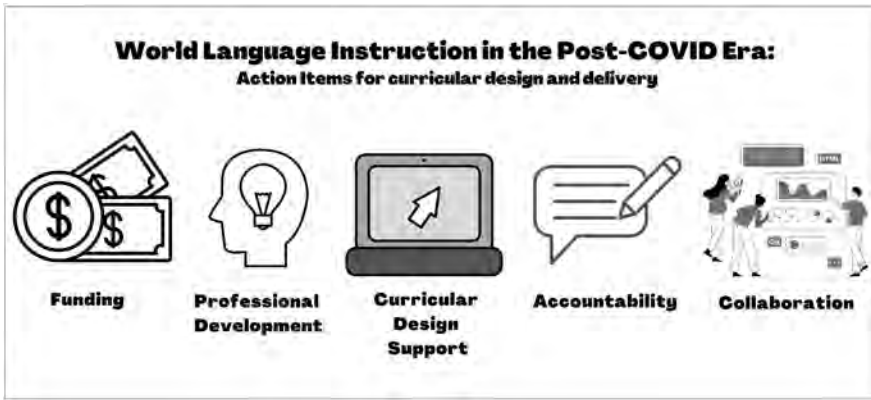 World Language Instruction in the Post-COVID Era:
Action Items for curricular design and delivery
$
$
$
HTML
Funding
Professional
Development
Curricular
Design
Support
Accountability
Collaboration